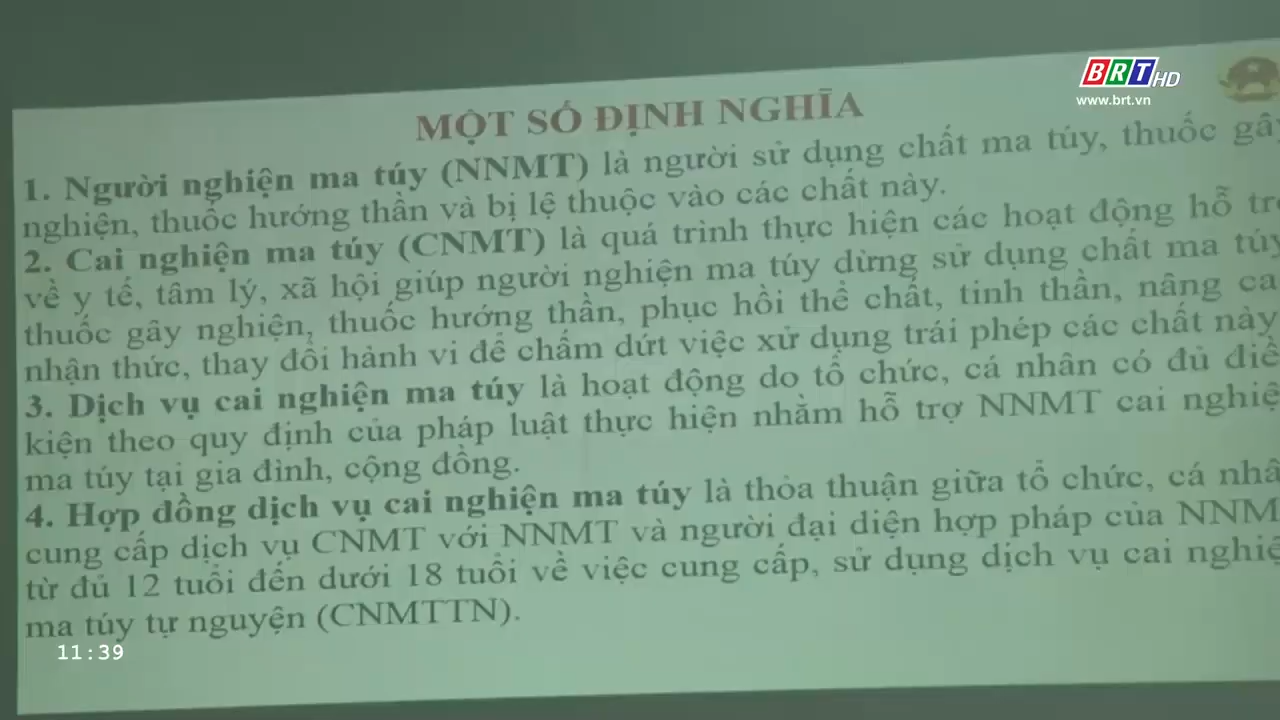 BRT HD
www.brt.vn
MỘT SỐ ĐỊNH NGHĨA
1. Người nghiện ma túy (NNMT) là người sử dụng chất ma túy, thuốc gây
nghiện, thuốc hướng thần và bị lệ thuộc vào các chất này.
2. Cai nghiện ma túy (CNMT) là quá trình thực hiện các hoạt động hỗ trợ
về y tế, tâm lý, xã hội giúp người nghiện ma túy dừng sử dụng chất ma túy
thuốc gây nghiện, thuốc hướng thần, phục hồi thể chất, tinh thần, nâng ca
nhận thức, thay đổi hành vi để chấm dứt việc xử dụng trái phép các chất này
3. Dịch vụ cai nghiện ma túy là hoạt động do tổ chức, cá nhân có đủ điề
kiện theo quy định của pháp luật thực hiện nhằm hỗ trợ NNMT cai nghiệ
ma túy tại gia đình, cộng đồng.
4. Hợp đồng dịch vụ cai nghiện ma túy là thỏa thuận giữa tổ chức, cá nhâ
cung cấp dịch vụ CNMT với NNMT và người đại diện hợp pháp của NNM
từ đủ 12 tuổi đến dưới 18 tuổi về việc cung cấp, sử dụng dịch vụ cai nghiệ
ma túy tự nguyện (CNMTTN).
11:39